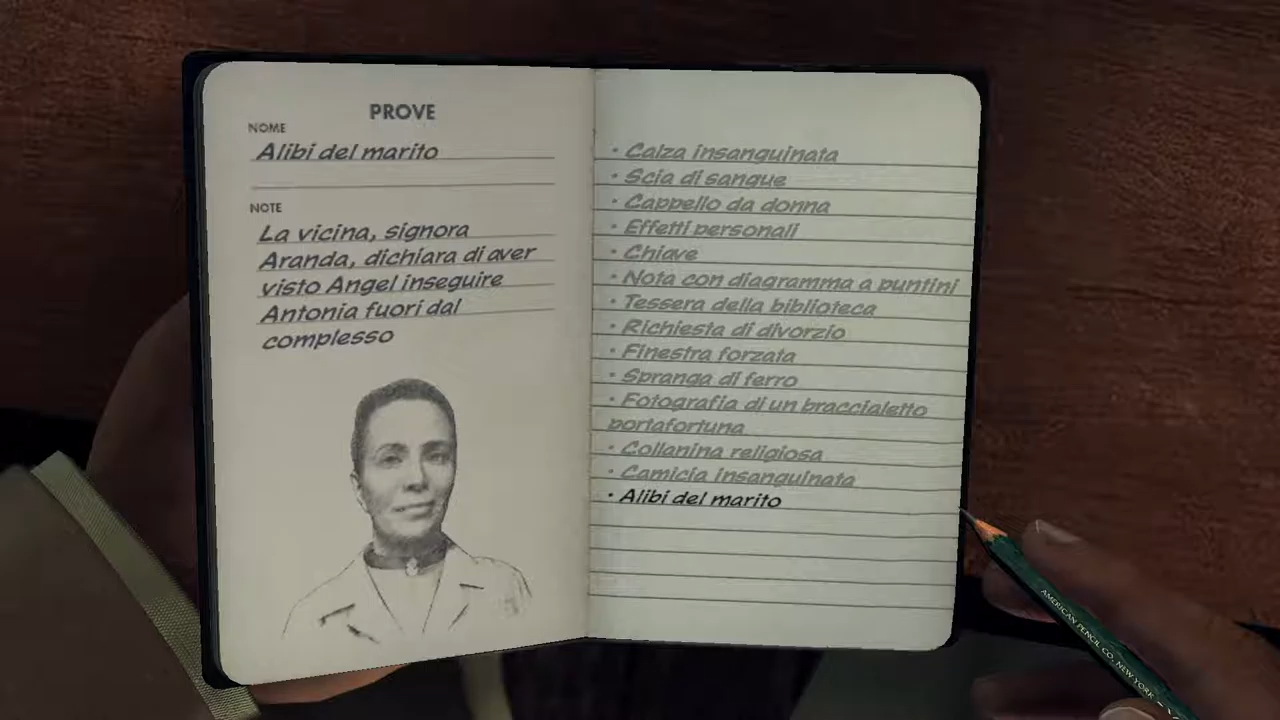 PROVE
NOME
Alibi del marito
NOTE
La vicina, signora
Aranda, dichiara di aver
visto Angel inseguire
Antonia fuori dal
complesso
• Calza insanguinata
• Scia di sangue
• Cappello da donna
• Effetti personali
• Chiave
• Nota con diagramma a puntini
• Tessera della biblioteca
• Richiesta di divorzio
• Finestra forzata
• Spranga di ferro
• Fotografia di un braccialetto
portafortuna
• Collanina religiosa
• Camicia insanguinata
• Alibi del marito
AMERICAN PENCIL CO. NEW YORK